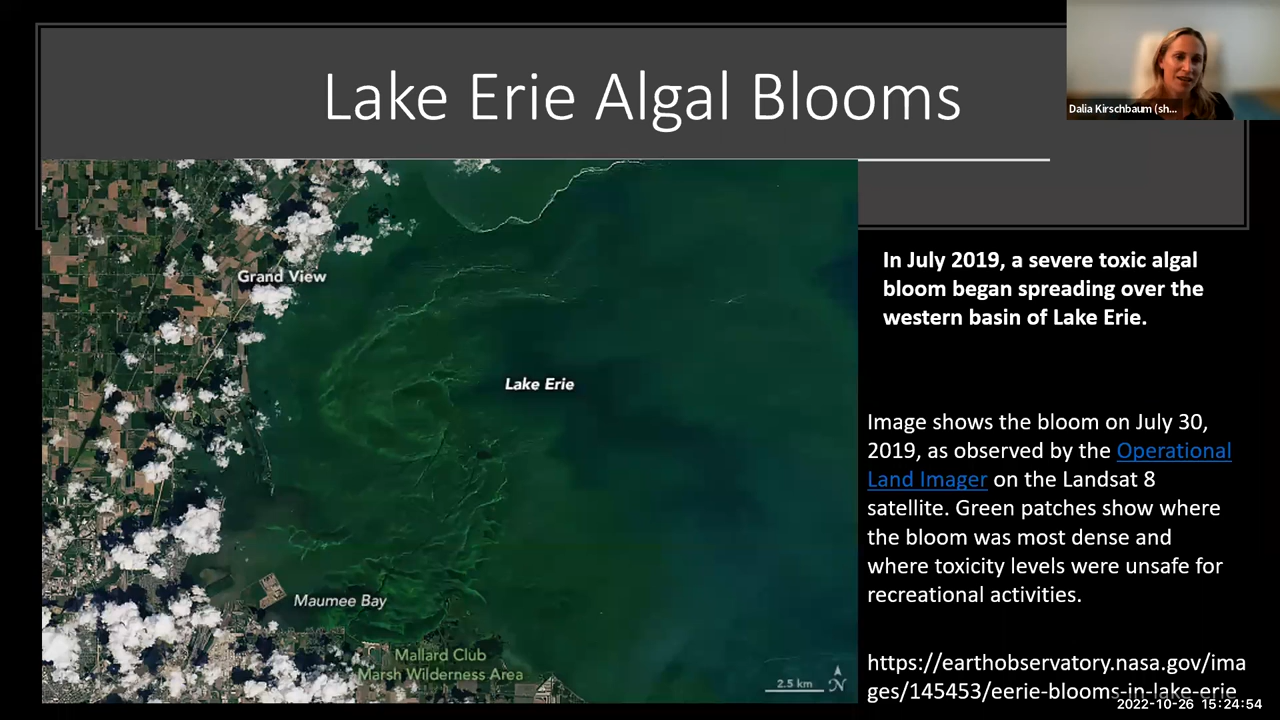 Lake Erie Algal Blooms
Dalia Kirschbaum (sh...
Grand View
Lake Erie
Maumee Bay
Mallard Club
Marsh Wilderness Area
2.5 km
N
In July 2019, a severe toxic algal
bloom began spreading over the
western basin of Lake Erie.
Image shows the bloom on July 30,
2019, as observed by the Operational
Land Imager on the Landsat 8
satellite. Green patches show where
the bloom was most dense and
where toxicity levels were unsafe for
recreational activities.
https://earthobservatory.nasa.gov/ima
ges/145453/eerie-blooms-in-lake-erie
2022-10-26 15:24:54